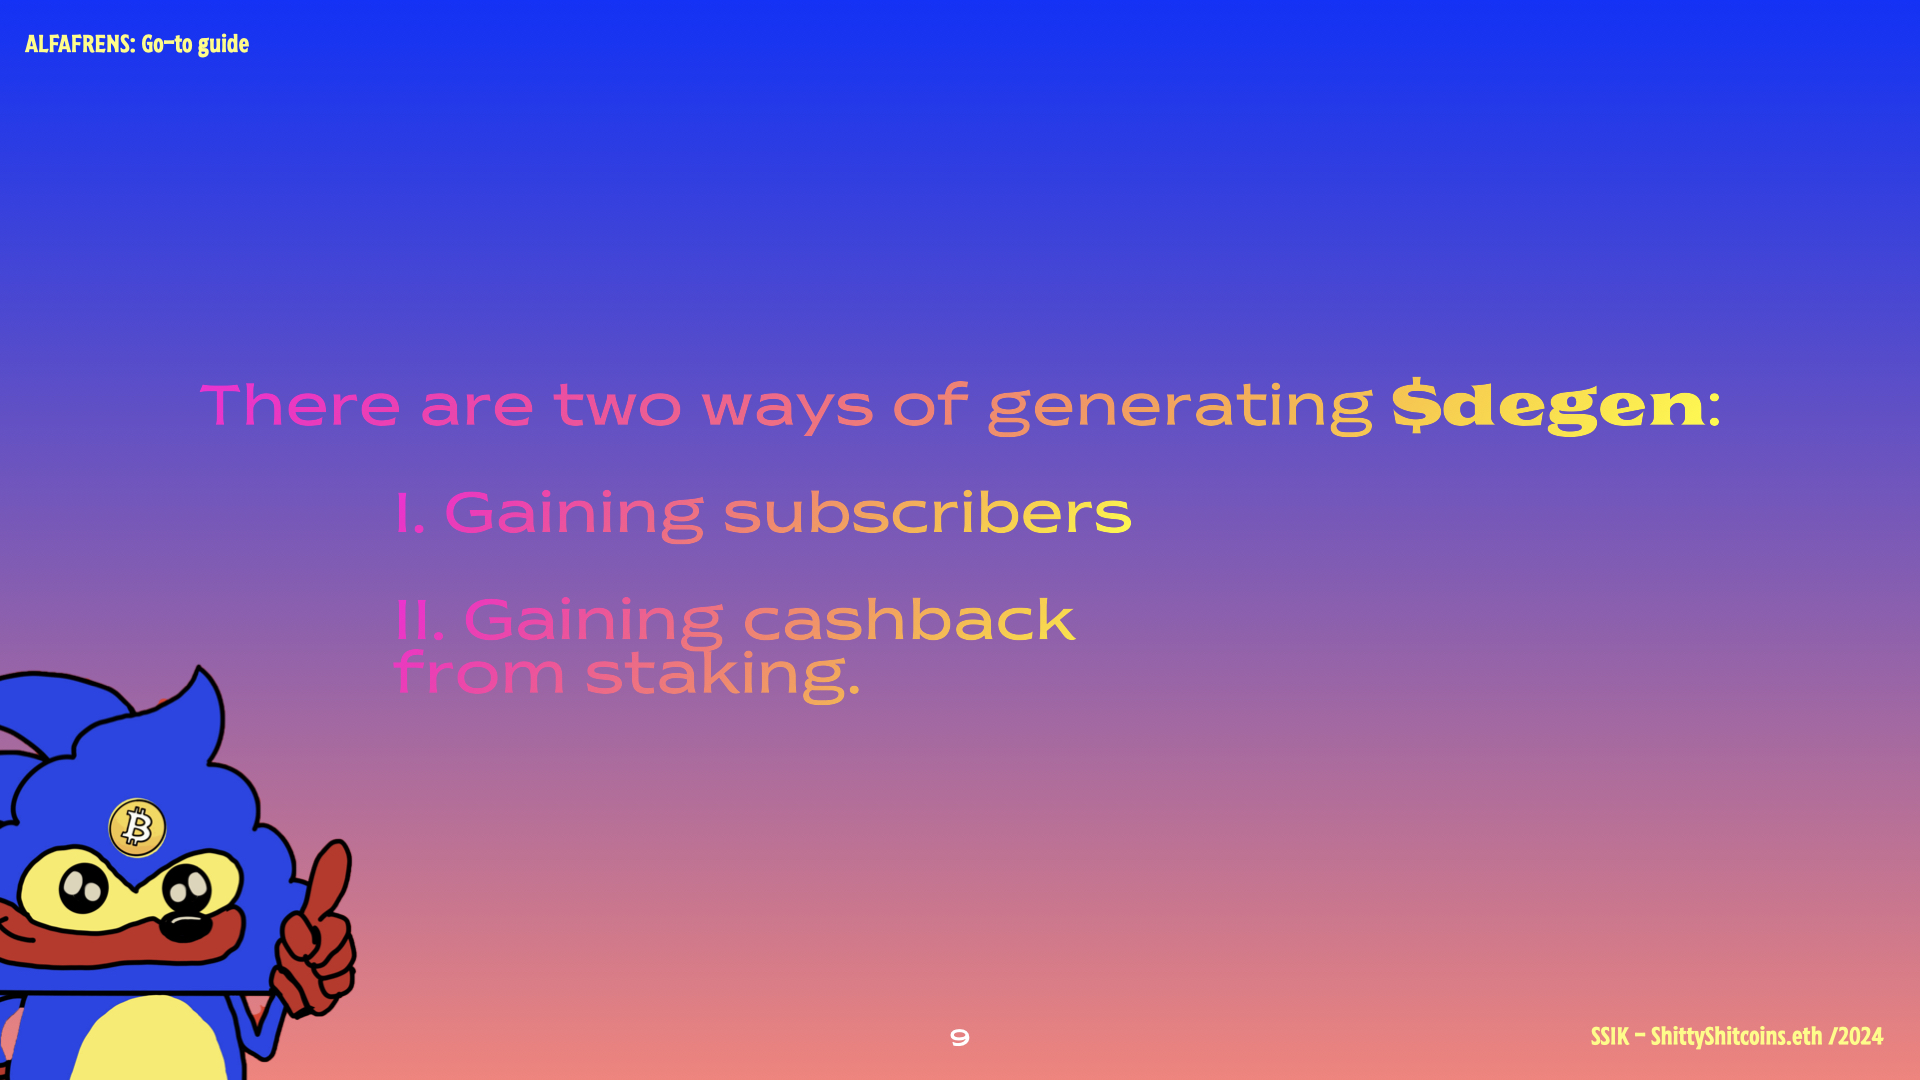 ALFAFRENS: Go-to guide
There are two ways of generating $degen:
I. Gaining subscribers
II. Gaining cashback
from staking.
9
SSIK - ShittyShitcoins.eth /2024